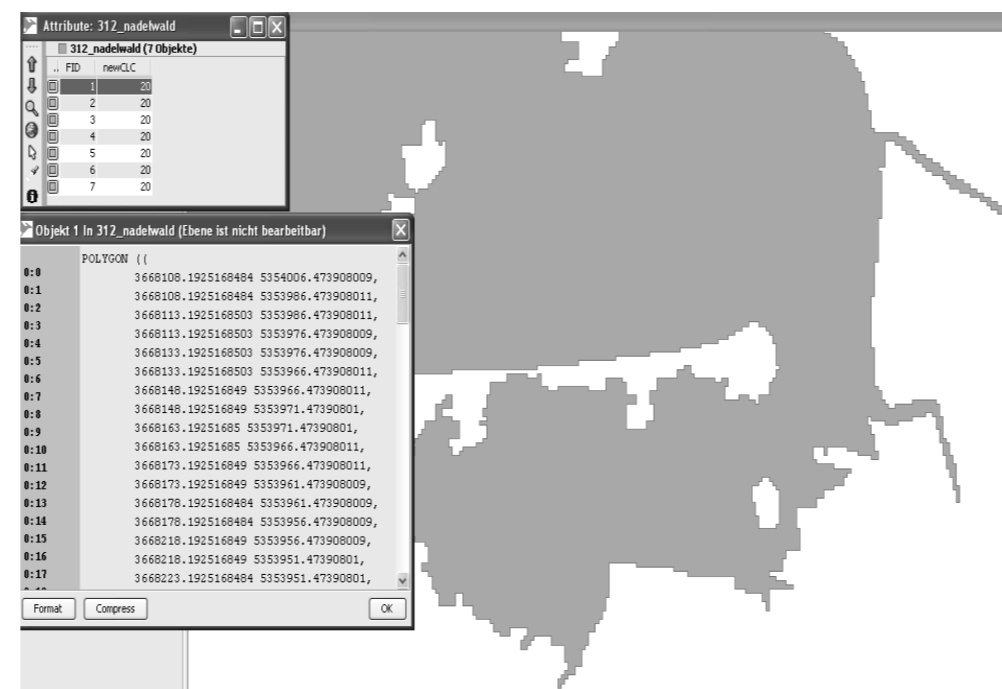 Attribute: 312_nadelwald
312_nadelwald (7 Objekte)
.. FID newCLC
1 20
2 20
3 20
4 20
5 20
6 20
7 20
Objekt 1 In 312_nadelwald (Ebene ist nicht bearbeitbar)
POLYGON ((
0:0 3668108.1925168484 5354006.473908009,
0:1 3668108.1925168484 5353986.473908011,
0:2 3668113.1925168503 5353986.473908011,
0:3 3668113.1925168503 5353976.473908009,
0:4 3668133.1925168503 5353976.473908009,
0:5 3668133.1925168503 5353966.473908011,
0:6 3668148.192516849 5353966.473908011,
0:7 3668148.192516849 5353971.47390801,
0:8 3668163.19251685 5353971.47390801,
0:9 3668163.19251685 5353966.473908011,
0:10 3668173.192516849 5353966.473908011,
0:11 3668173.192516849 5353961.473908009,
0:12 3668178.1925168484 5353961.473908009,
0:13 3668178.1925168484 5353956.473908009,
0:14 3668218.192516849 5353956.473908009,
0:15 3668218.192516849 5353951.47390801,
0:16 3668223.1925168484 5353951.47390801,
0:17
Format Compress OK